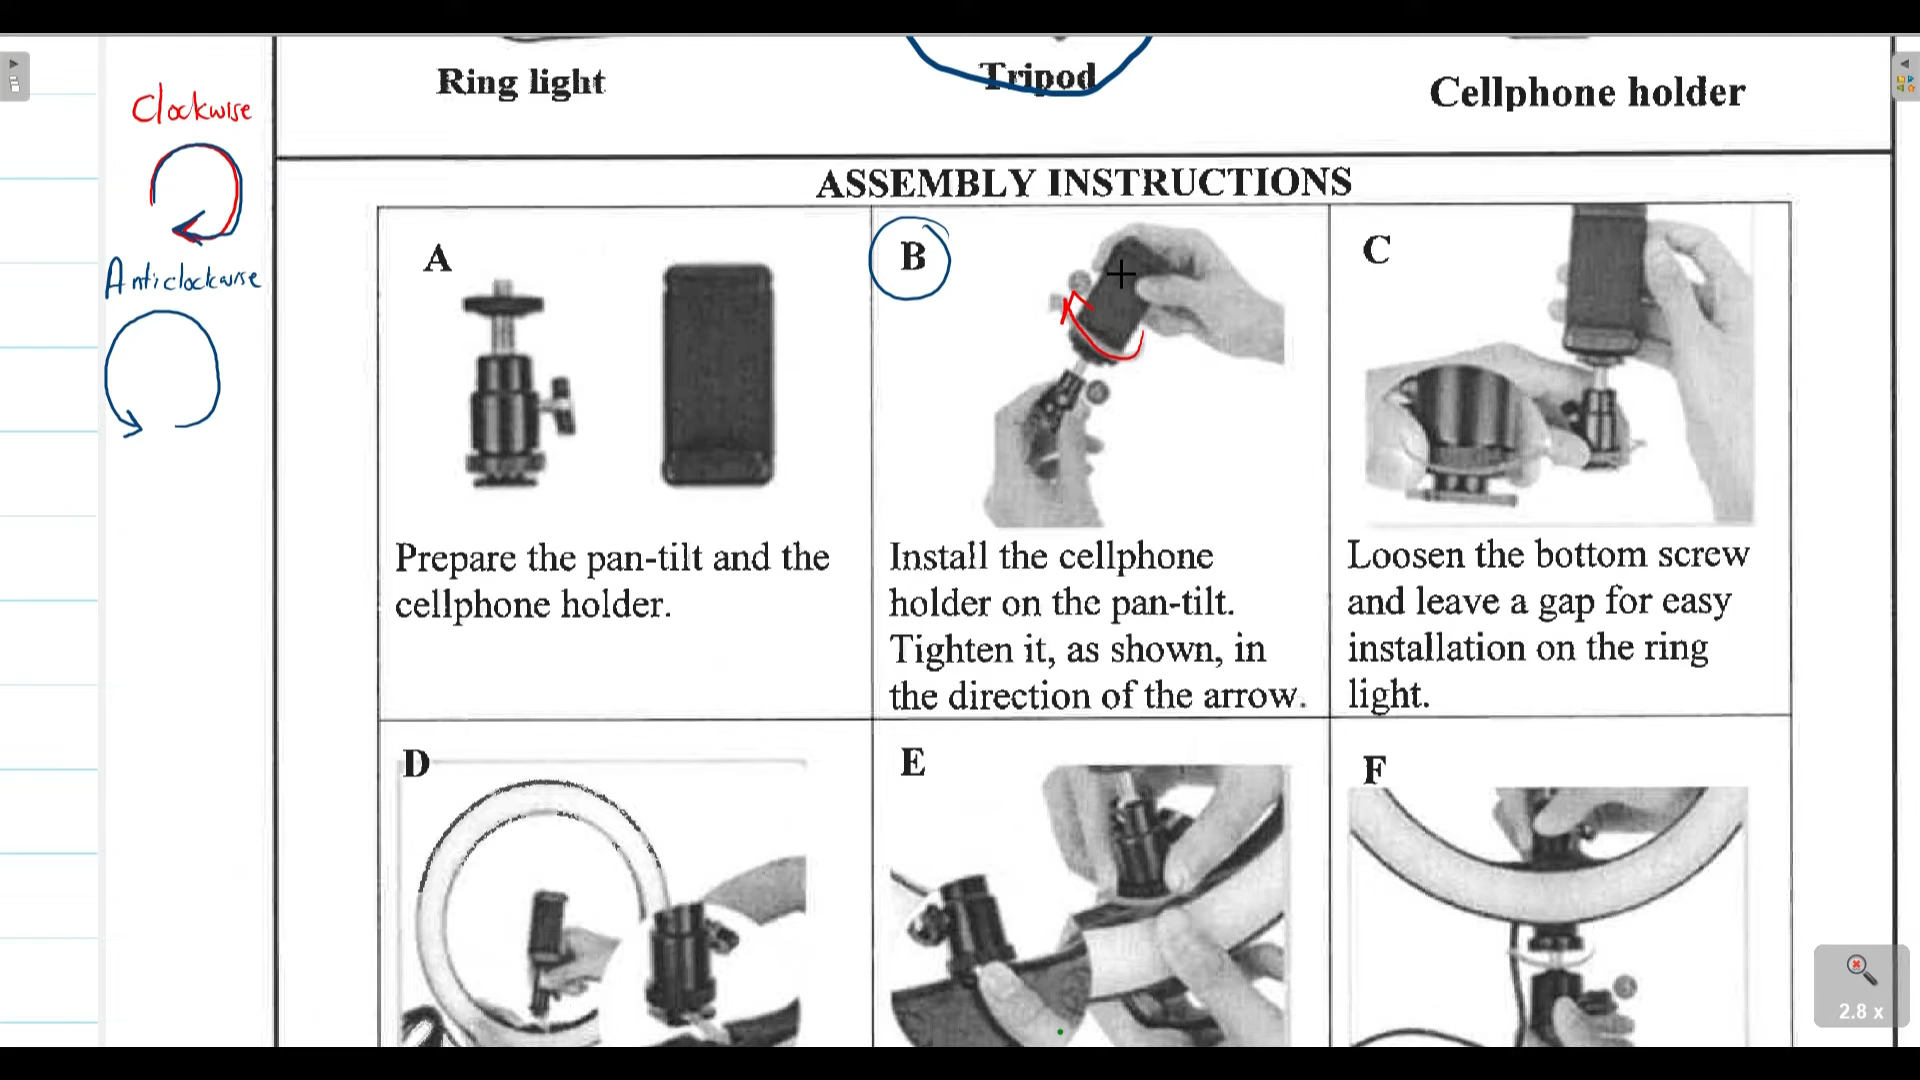 Ring light
Tripod
Cellphone holder
Clockwise
Anticlockwise
ASSEMBLY INSTRUCTIONS
A
Prepare the pan-tilt and the
cellphone holder.
B
Install the cellphone
holder on the pan-tilt.
Tighten it, as shown, in
the direction of the arrow.
C
Loosen the bottom screw
and leave a gap for easy
installation on the ring
light.
D
E
F
2.8 x